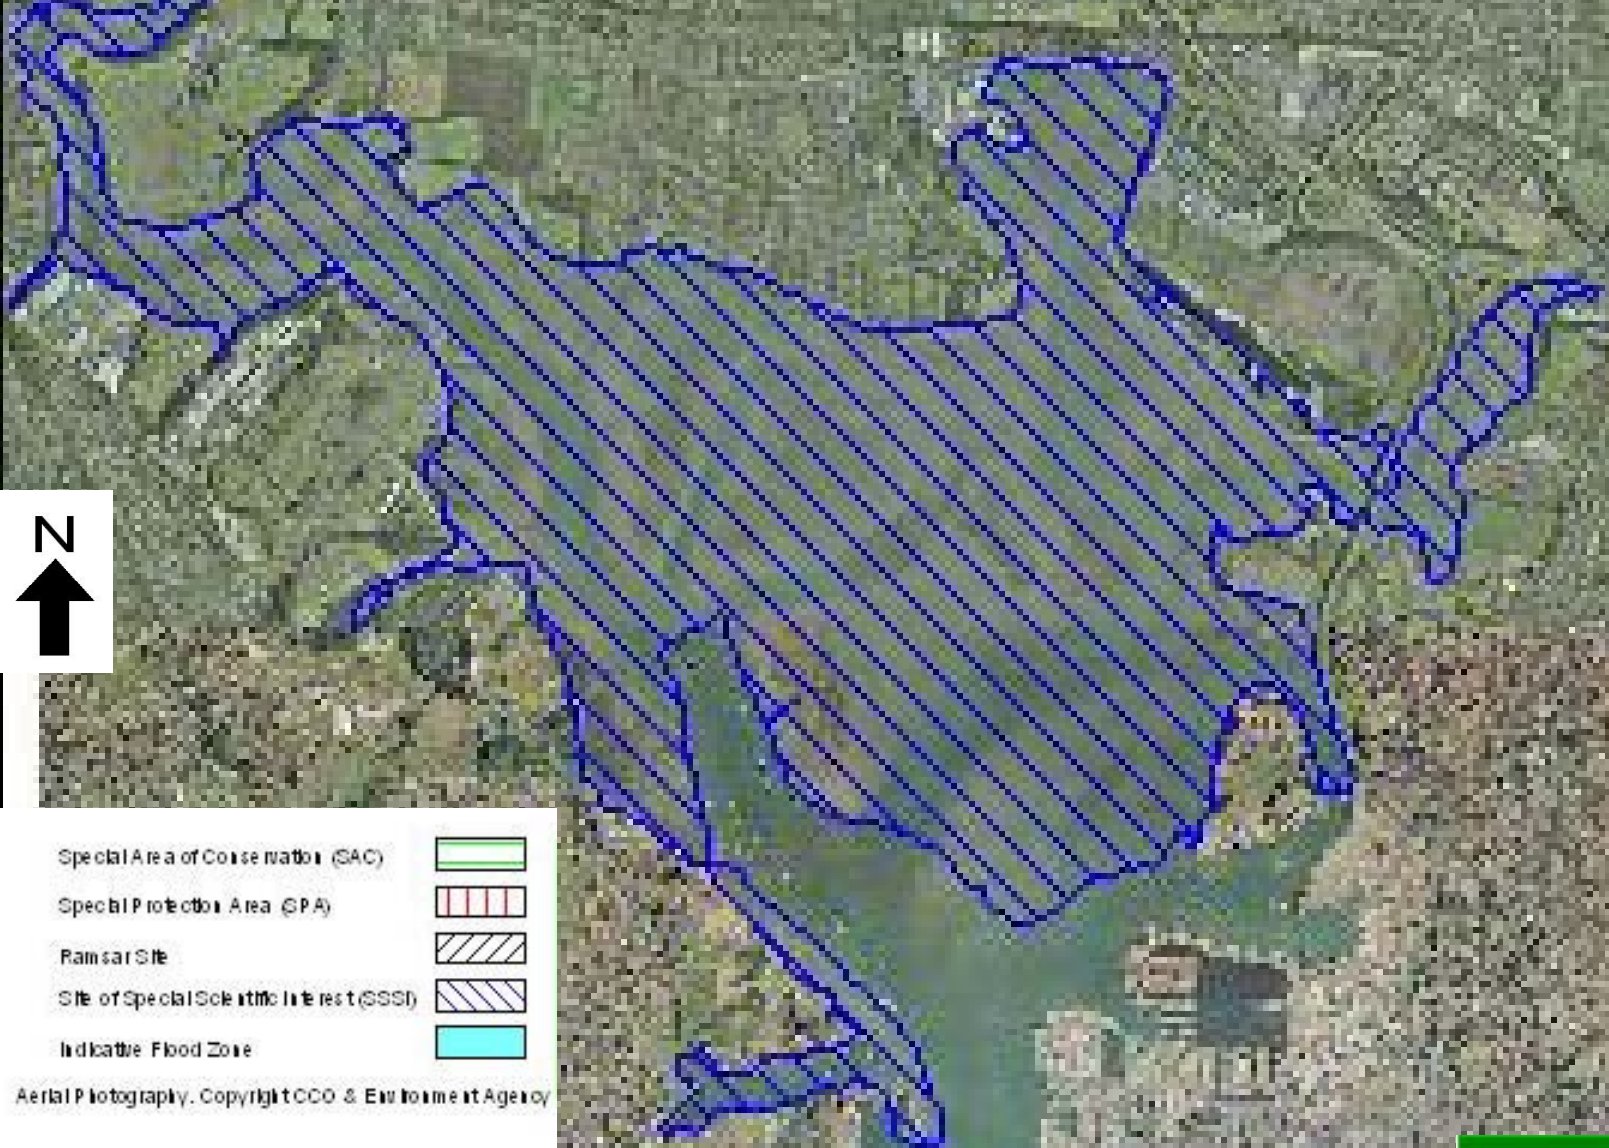 N
Special Area of Conservation (SAC)
Special Protection Area (SPA)
Ramsar Site
Site of Special Scientific Interest (SSSI)
Indicative Flood Zone
Aerial Photography. Copyright CCO & Environment Agency